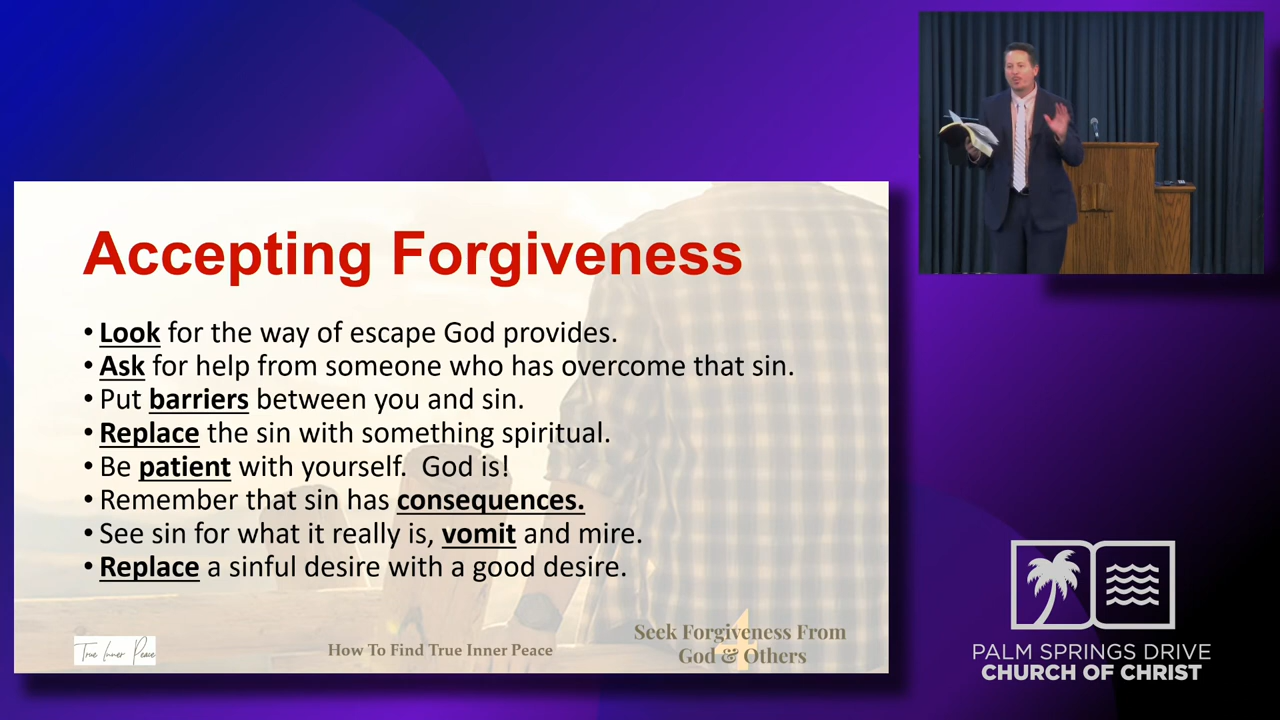 Accepting Forgiveness
• Look for the way of escape God provides.
• Ask for help from someone who has overcome that sin.
• Put barriers between you and sin.
• Replace the sin with something spiritual.
• Be patient with yourself.  God is!
• Remember that sin has consequences.
• See sin for what it really is, vomit and mire.
• Replace a sinful desire with a good desire.
True Inner Peace
How To Find True Inner Peace
4
Seek Forgiveness From
God & Others
PALM SPRINGS DRIVE
CHURCH OF CHRIST